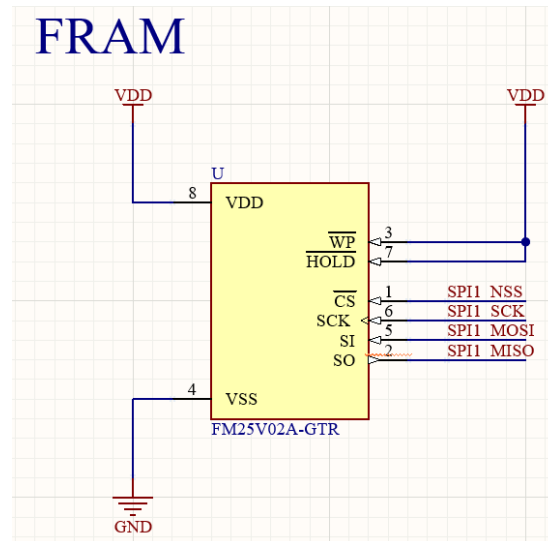 FRAM
VDD
VDD
U
8
VDD
WP
3
HOLD
7
CS
1
SPI1_NSS
SCK
6
SPI1_SCK
SI
5
SPI1_MOSI
SO
2
SPI1_MISO
4
VSS
FM25V02A-GTR
GND